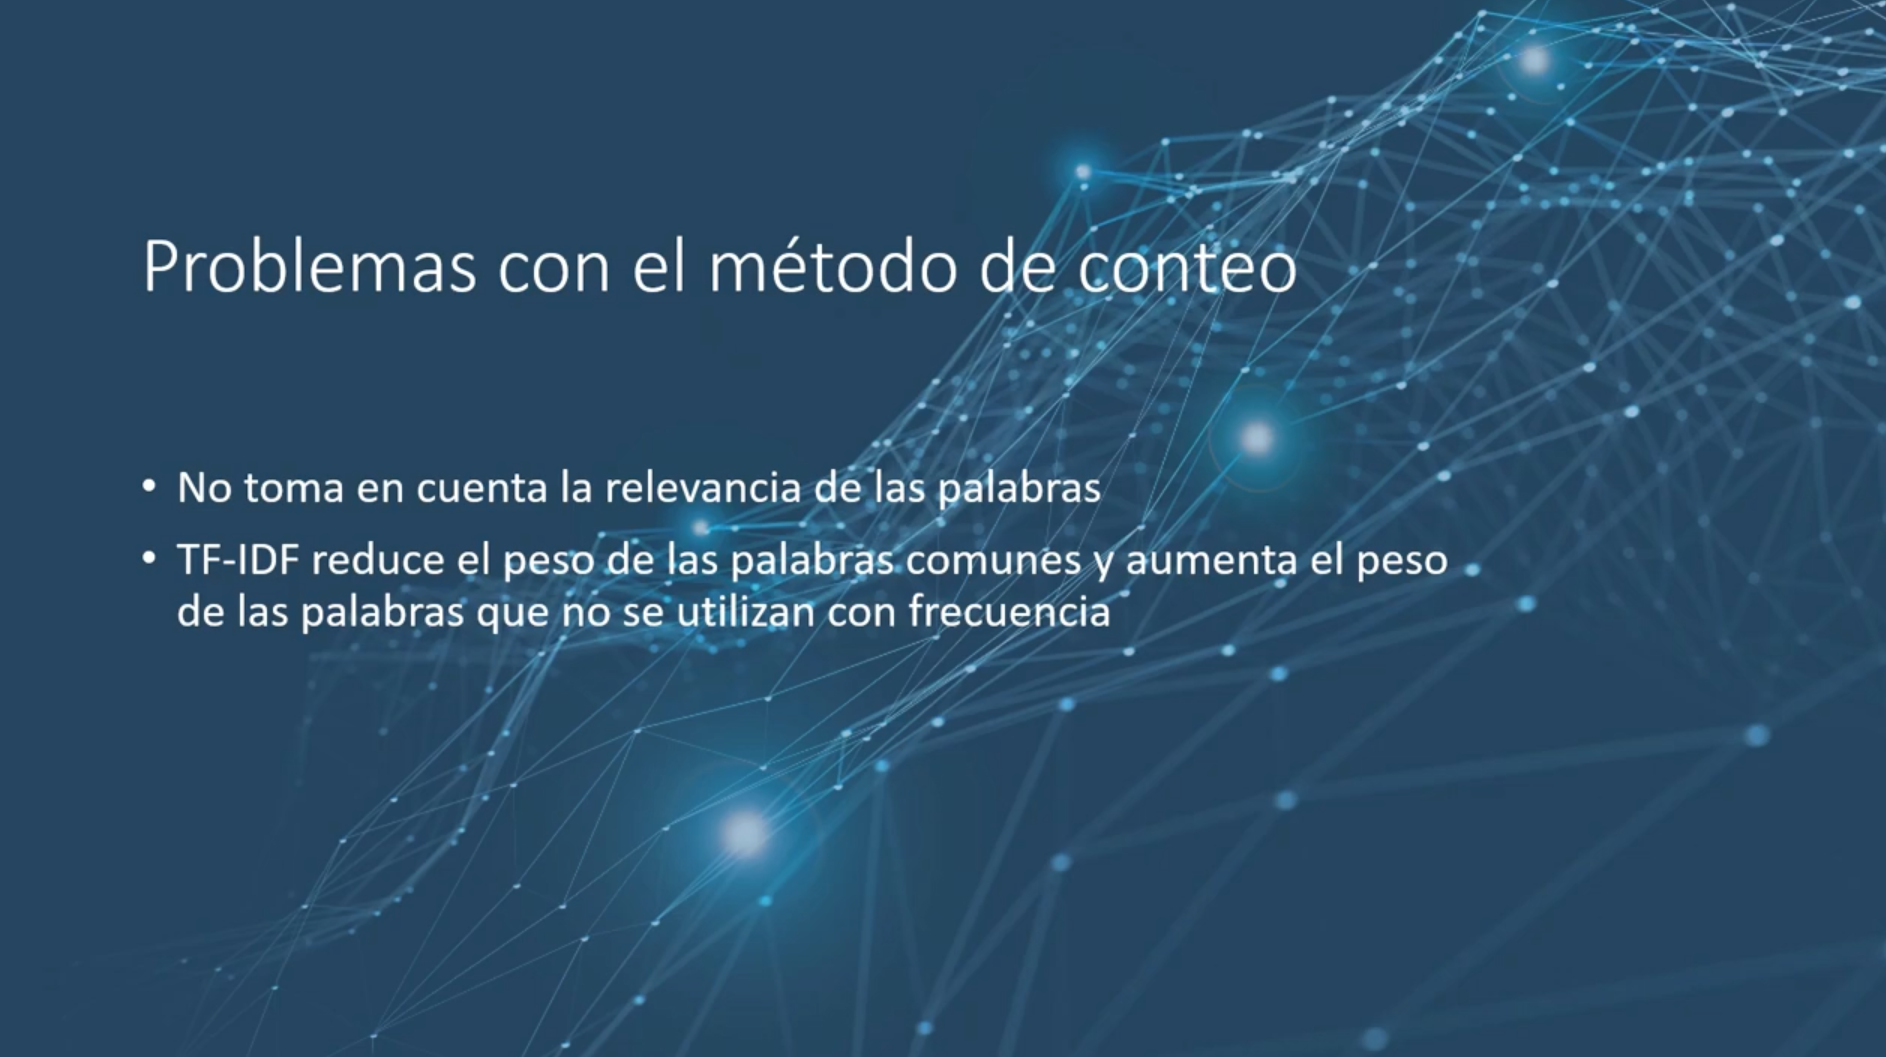 Problemas con el método de conteo
• No toma en cuenta la relevancia de las palabras
• TF-IDF reduce el peso de las palabras comunes y aumenta el peso
de las palabras que no se utilizan con frecuencia